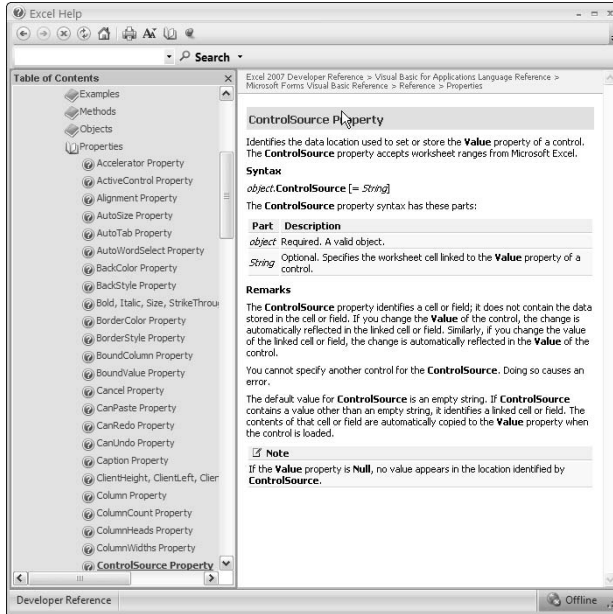 Excel Help
Search
Table of Contents
Examples
Methods
Objects
Properties
Accelerator Property
ActiveControl Property
Alignment Property
AutoSize Property
AutoTab Property
AutoWordSelect Property
BackColor Property
BackStyle Property
Bold, Italic, Size, StrikeThrou
BorderColor Property
BorderStyle Property
BoundColumn Property
BoundValue Property
Cancel Property
CanPaste Property
CanRedo Property
CanUndo Property
Caption Property
ClientHeight, ClientLeft, Clien
Column Property
ColumnCount Property
ColumnHeads Property
ColumnWidths Property
ControlSource Property
Excel 2007 Developer Reference > Visual Basic for Applications Language Reference >
Microsoft Forms Visual Basic Reference > Reference > Properties
ControlSource Property
Identifies the data location used to set or store the Value property of a control.
The ControlSource property accepts worksheet ranges from Microsoft Excel.
Syntax
object.ControlSource [= String]
The ControlSource property syntax has these parts:
Part Description
object Required. A valid object.
String Optional. Specifies the worksheet cell linked to the Value property of a
control.
Remarks
The ControlSource property identifies a cell or field; it does not contain the data
stored in the cell or field. If you change the Value of the control, the change is
automatically reflected in the linked cell or field. Similarly, if you change the value
of the linked cell or field, the change is automatically reflected in the Value of the
control.
You cannot specify another control for the ControlSource. Doing so causes an
error.
The default value for ControlSource is an empty string. If ControlSource
contains a value other than an empty string, it identifies a linked cell or field. The
contents of that cell or field are automatically copied to the Value property when
the control is loaded.
Note
If the Value property is Null, no value appears in the location identified by
ControlSource.
Developer Reference
Offline